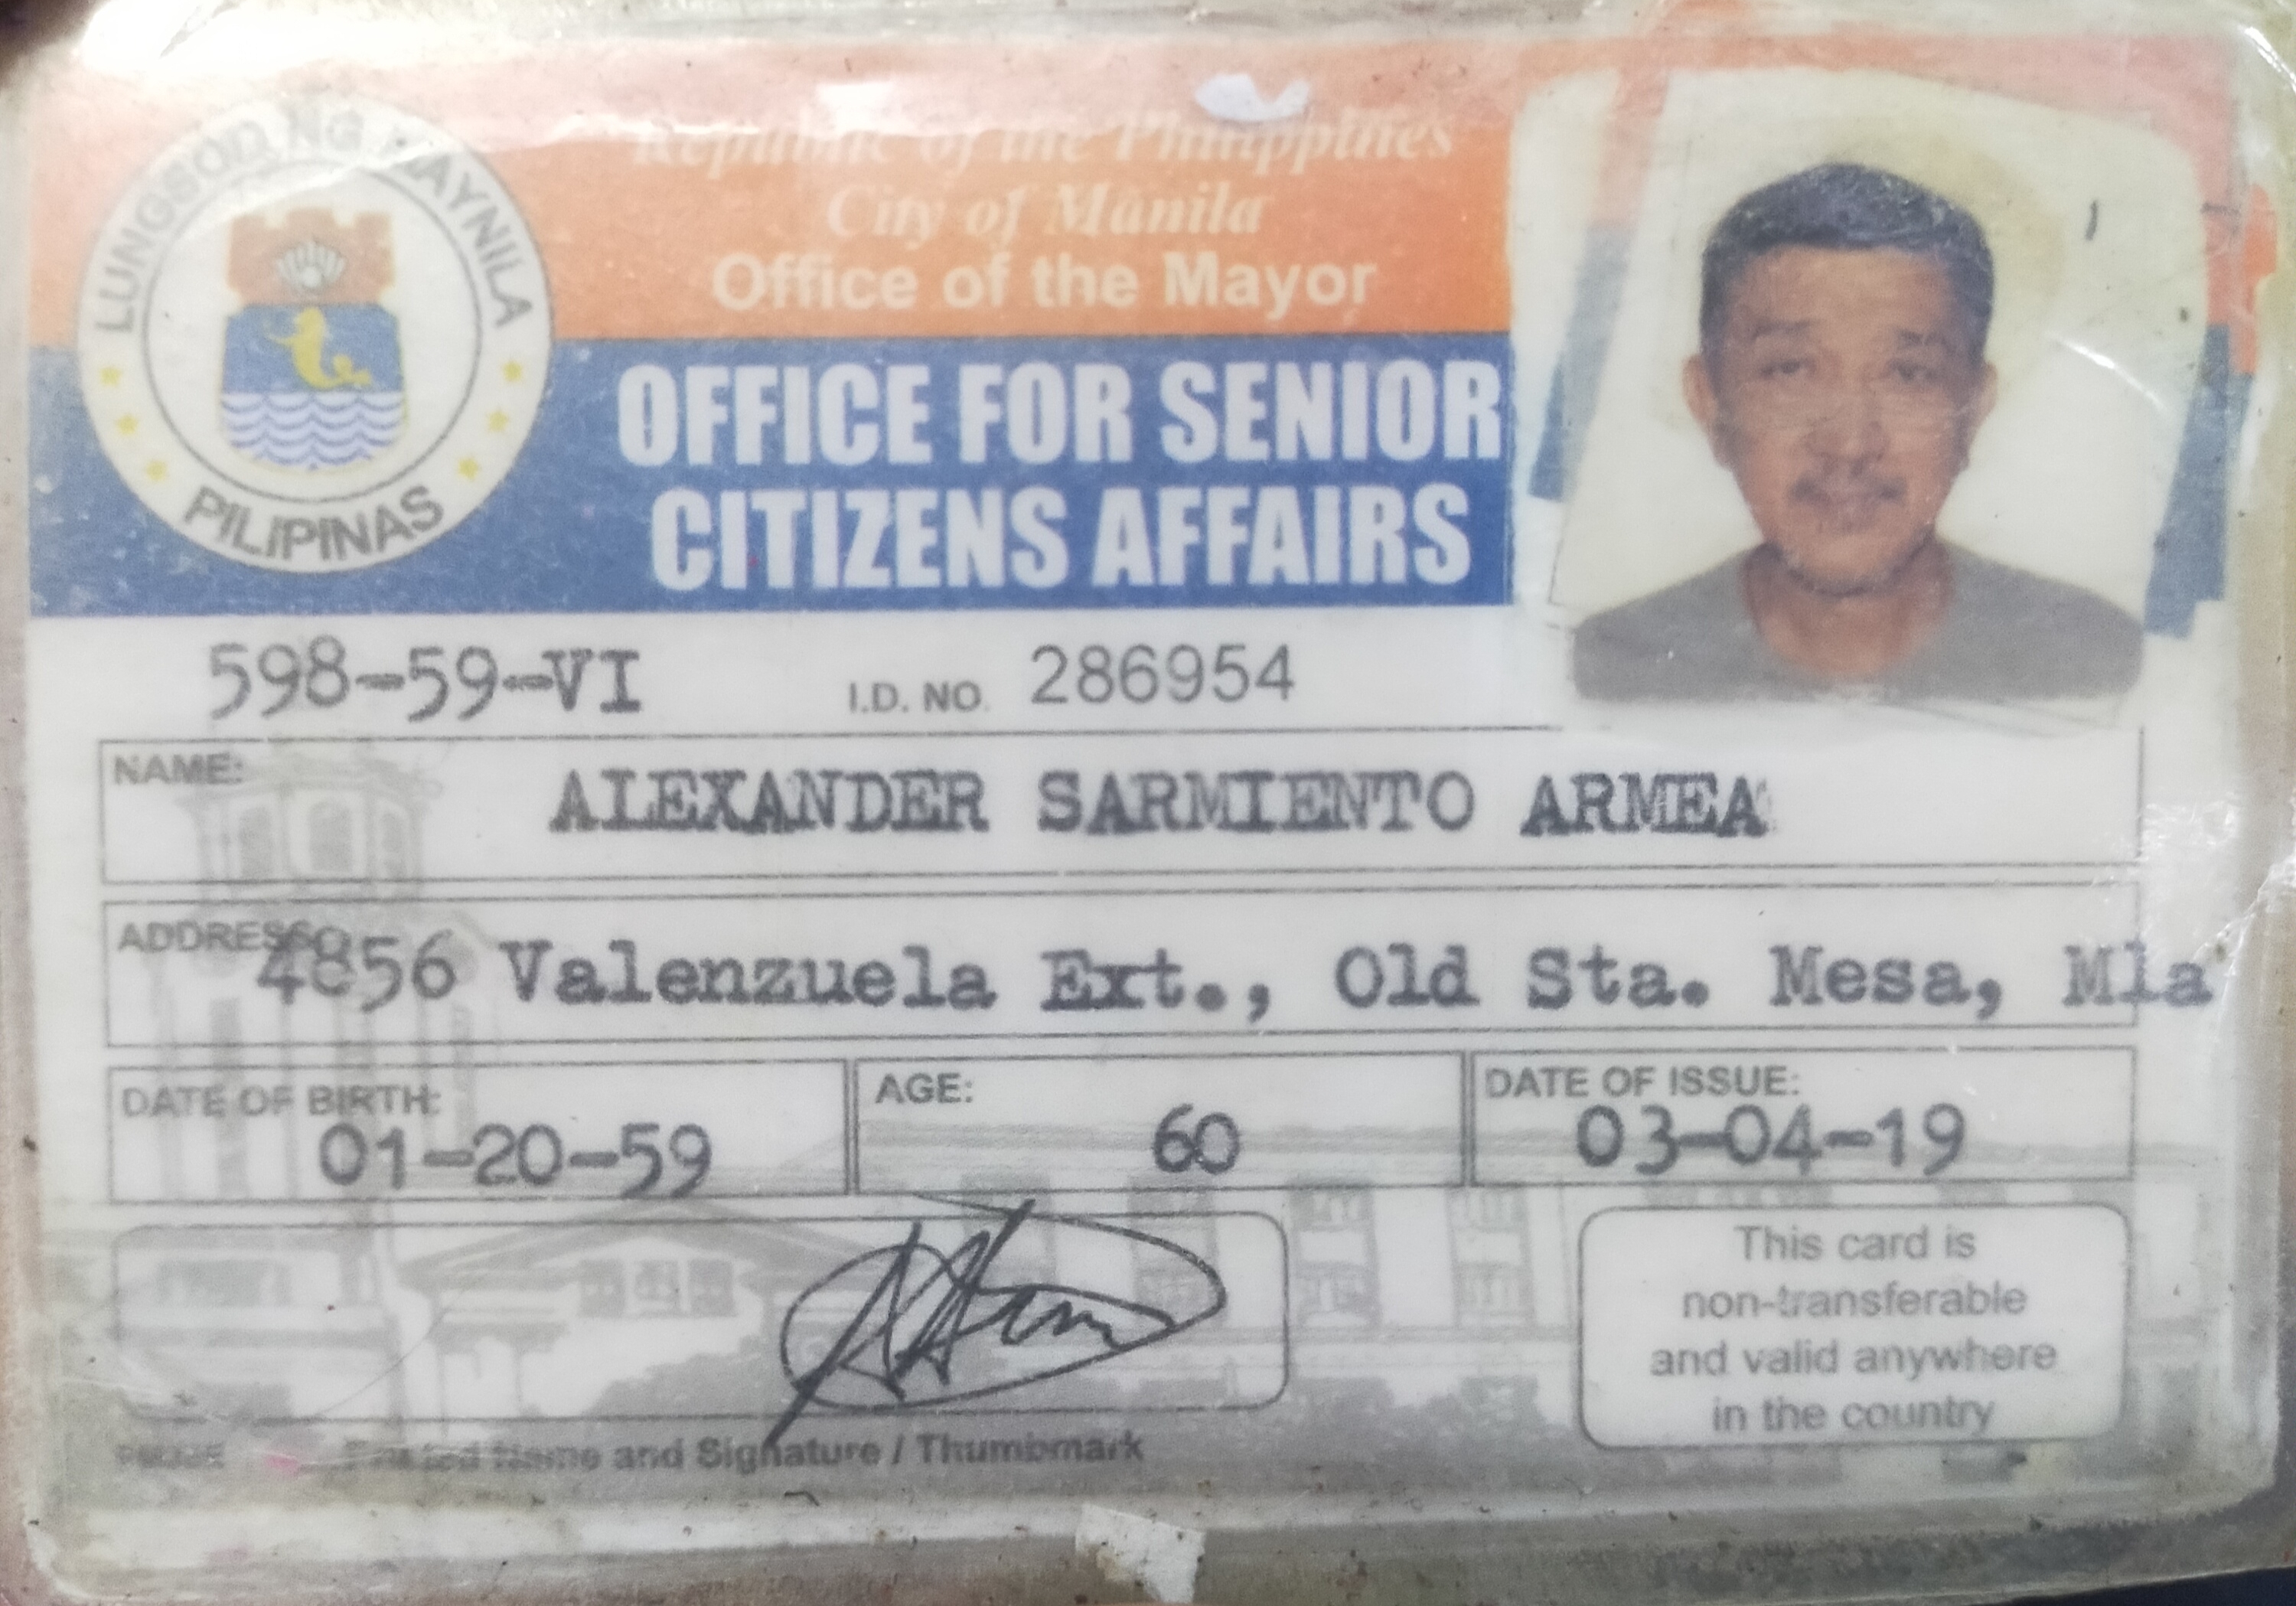 LUNGSOD NG MAYNILA
PILIPINAS
Republic of the Philippines
City of Manila
Office of the Mayor
OFFICE FOR SENIOR
CITIZENS AFFAIRS
598-59-VI I.D. NO. 286954
NAME: ALEXANDER SARMIENTO ARMEA
ADDRESS: 4856 Valenzuela Ext., Old Sta. Mesa, Mla
DATE OF BIRTH: AGE: DATE OF ISSUE:
01-20-59 60 03-04-19
This card is
non-transferable
and valid anywhere
in the country
Printed Name and Signature / Thumbmark